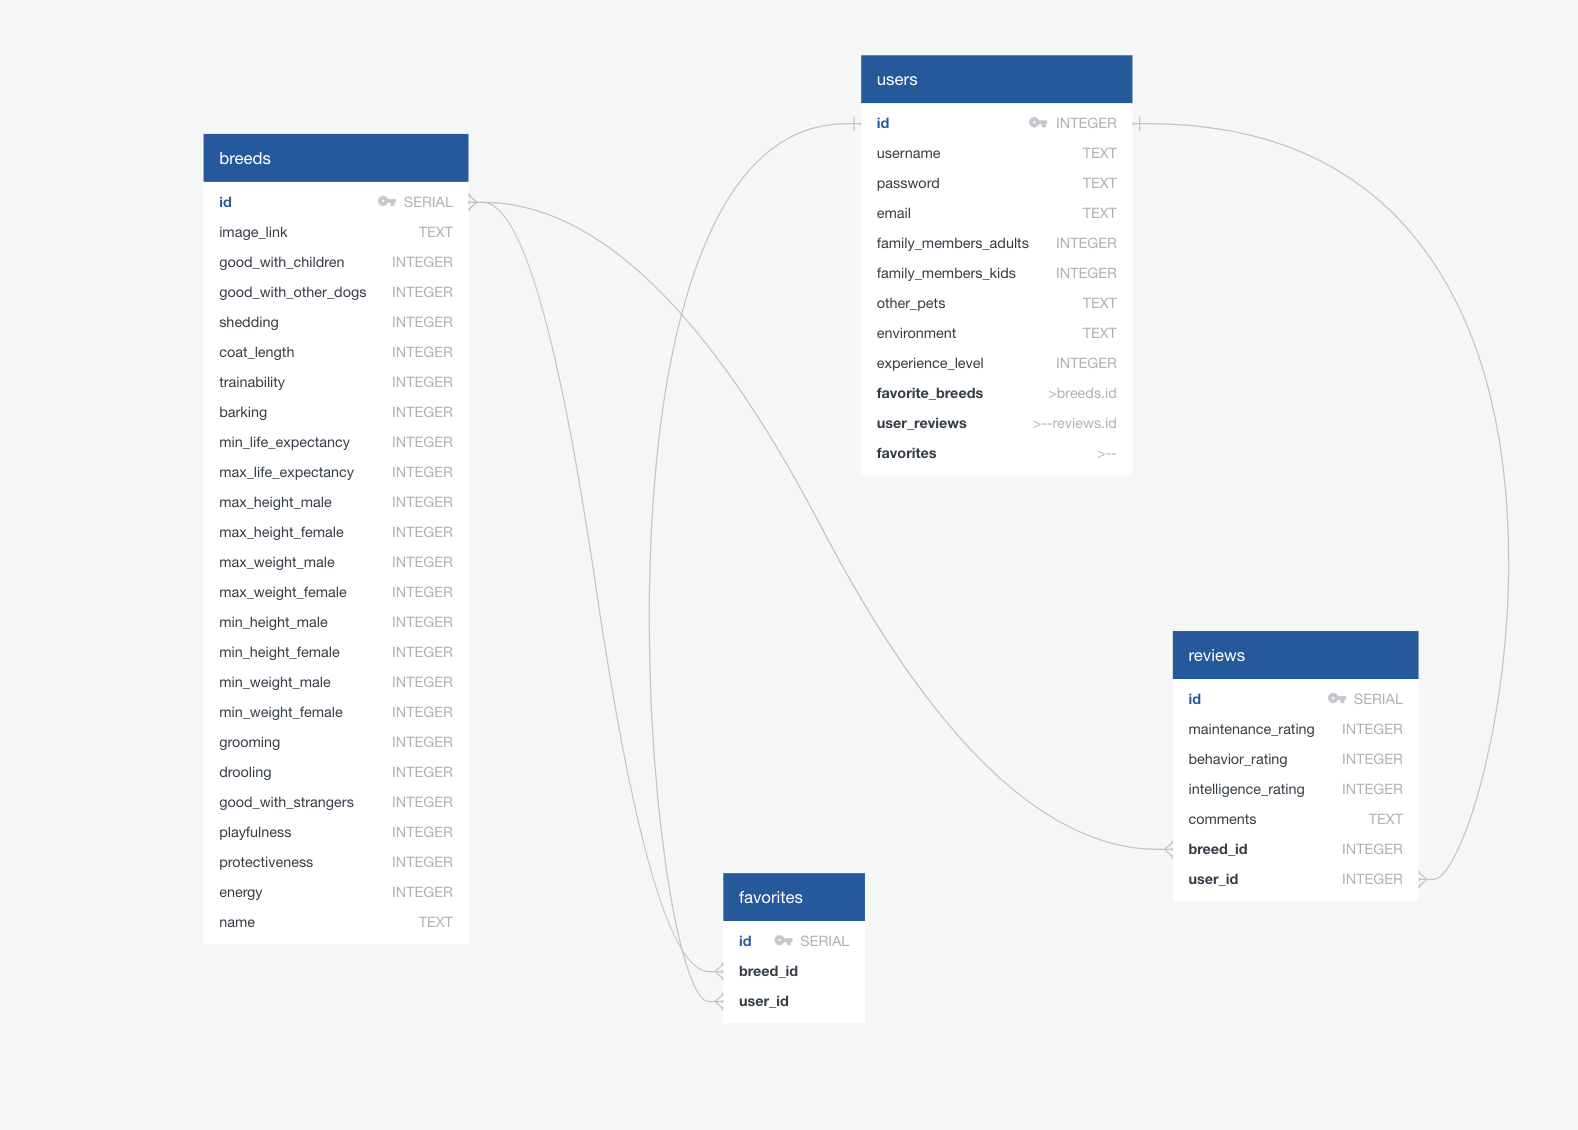 breeds
id SERIAL
image_link TEXT
good_with_children INTEGER
good_with_other_dogs INTEGER
shedding INTEGER
coat_length INTEGER
trainability INTEGER
barking INTEGER
min_life_expectancy INTEGER
max_life_expectancy INTEGER
max_height_male INTEGER
max_height_female INTEGER
max_weight_male INTEGER
max_weight_female INTEGER
min_height_male INTEGER
min_height_female INTEGER
min_weight_male INTEGER
min_weight_female INTEGER
grooming INTEGER
drooling INTEGER
good_with_strangers INTEGER
playfulness INTEGER
protectiveness INTEGER
energy INTEGER
name TEXT
users
id INTEGER
username TEXT
password TEXT
email TEXT
family_members_adults INTEGER
family_members_kids INTEGER
other_pets TEXT
environment TEXT
experience_level INTEGER
favorite_breeds >breeds.id
user_reviews >--reviews.id
favorites >--
reviews
id SERIAL
maintenance_rating INTEGER
behavior_rating INTEGER
intelligence_rating INTEGER
comments TEXT
breed_id INTEGER
user_id INTEGER
favorites
id SERIAL
breed_id
user_id